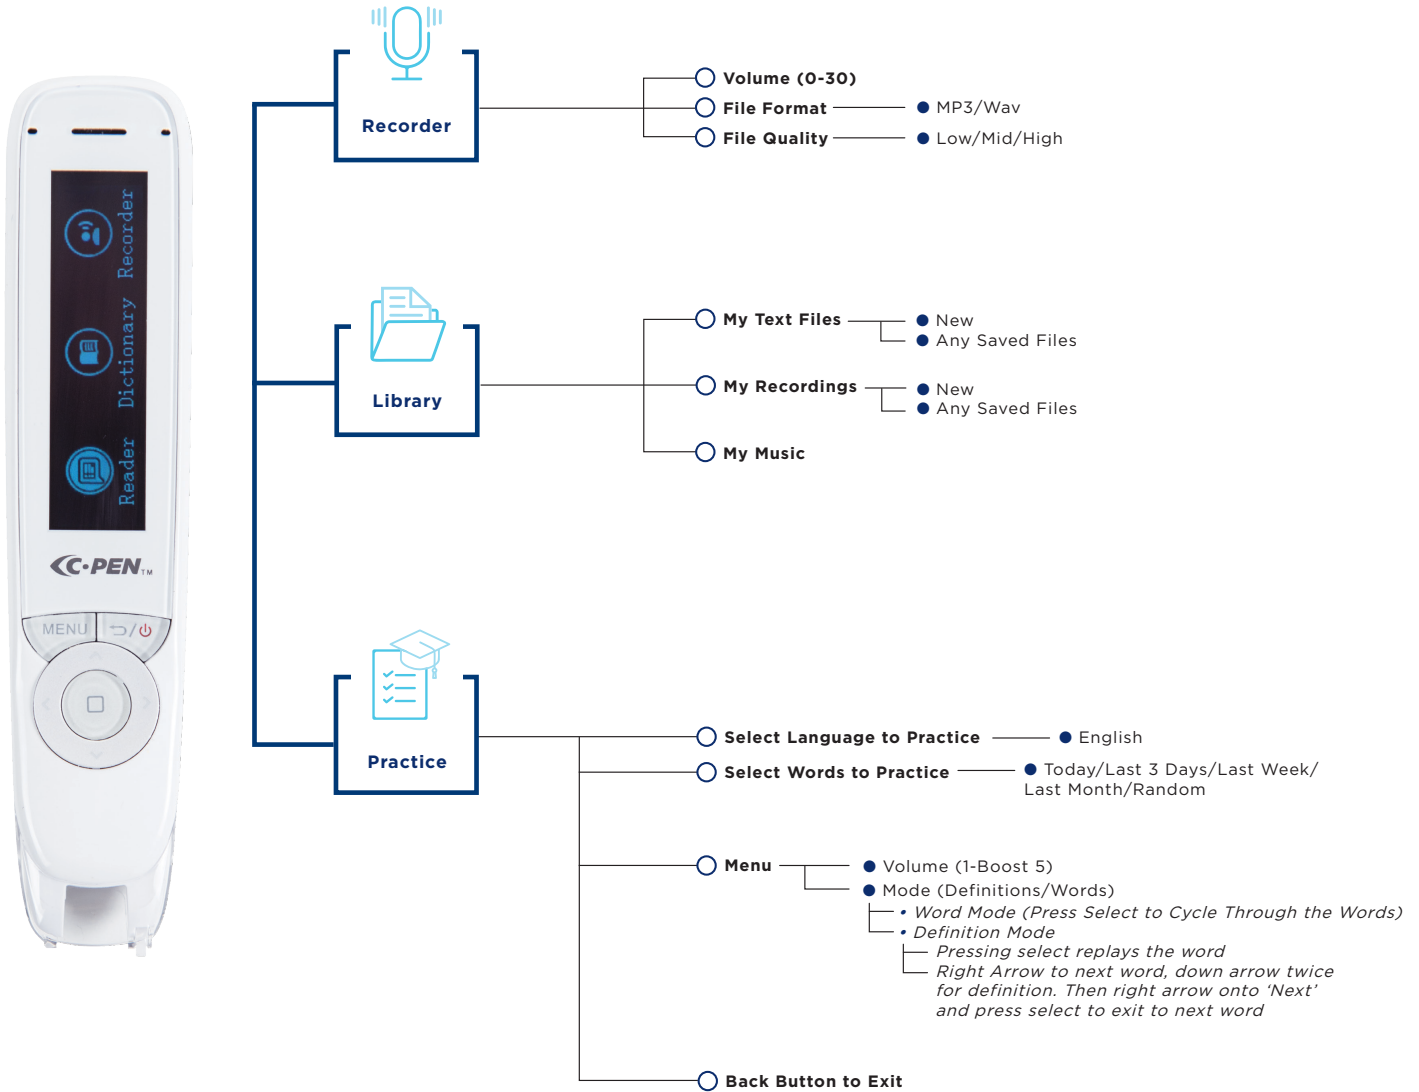 Recorder
Volume (0-30)
File Format
MP3/Wav
File Quality
Low/Mid/High
Reader Dictionary Recorder
C·PEN™
MENU
Library
My Text Files
New
Any Saved Files
My Recordings
New
Any Saved Files
My Music
Practice
Select Language to Practice
English
Select Words to Practice
Today/Last 3 Days/Last Week/
Last Month/Random
Menu
Volume (1-Boost 5)
Mode (Definitions/Words)
• Word Mode (Press Select to Cycle Through the Words)
• Definition Mode
Pressing select replays the word
Right Arrow to next word, down arrow twice
for definition. Then right arrow onto ‘Next’
and press select to exit to next word
Back Button to Exit